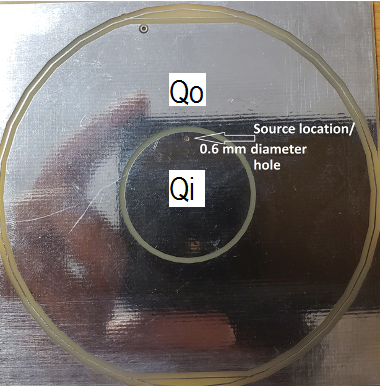 Qo
Source location/
0.6 mm diameter
hole
Qi